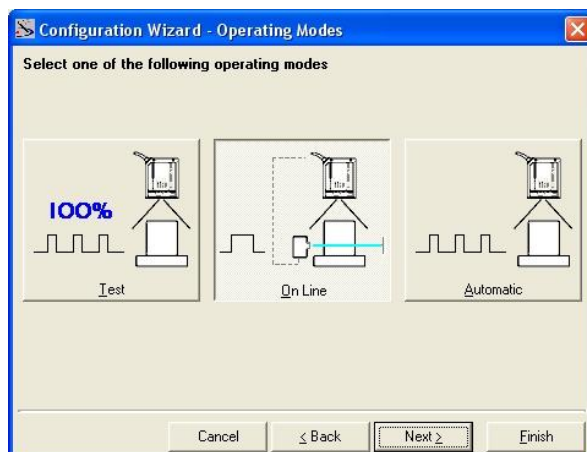 Configuration Wizard - Operating Modes
Select one of the following operating modes
100%
Test
On Line
Automatic
Cancel
< Back
Next >
Finish